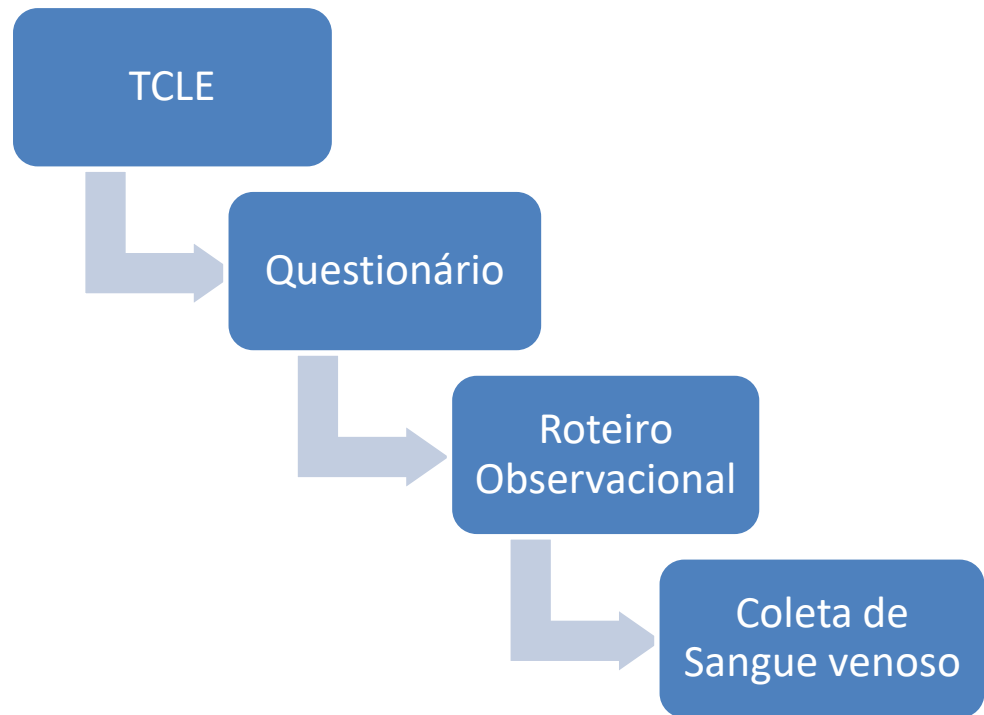 TCLE
Questionário
Roteiro
Observacional
Coleta de
Sangue venoso